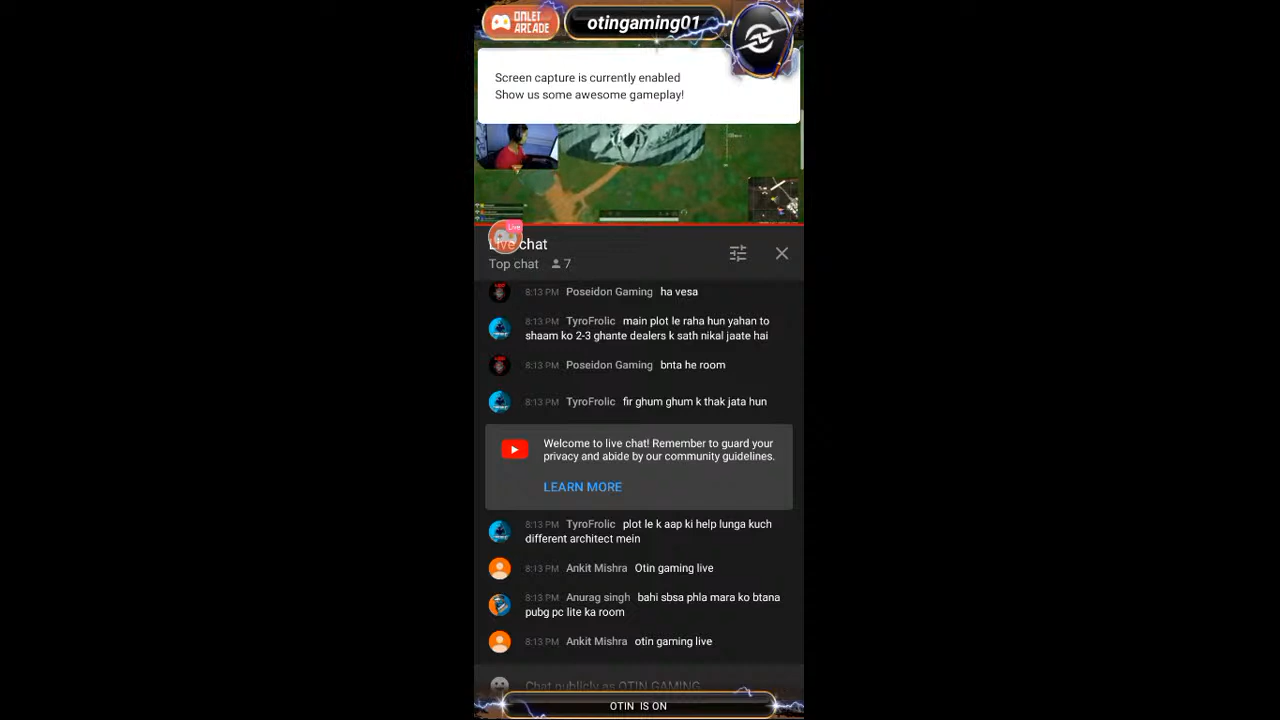 OMLET
ARCADE
otingaming01
Screen capture is currently enabled
Show us some awesome gameplay!
Live
Live chat
Top chat 7
8:13 PM Poseidon Gaming ha vesa
8:13 PM TyroFrolic main plot le raha hun yahan to
shaam ko 2-3 ghante dealers k sath nikal jaate hai
8:13 PM Poseidon Gaming bnta he room
8:13 PM TyroFrolic fir ghum ghum k thak jata hun
Welcome to live chat! Remember to guard your
privacy and abide by our community guidelines.
LEARN MORE
8:13 PM TyroFrolic plot le k aap ki help lunga kuch
different architect mein
8:13 PM Ankit Mishra Otin gaming live
8:13 PM Anurag singh bahi sbsa phla mara ko btana
pubg pc lite ka room
8:13 PM Ankit Mishra otin gaming live
Chat publicly as OTIN GAMING
OTIN IS ON